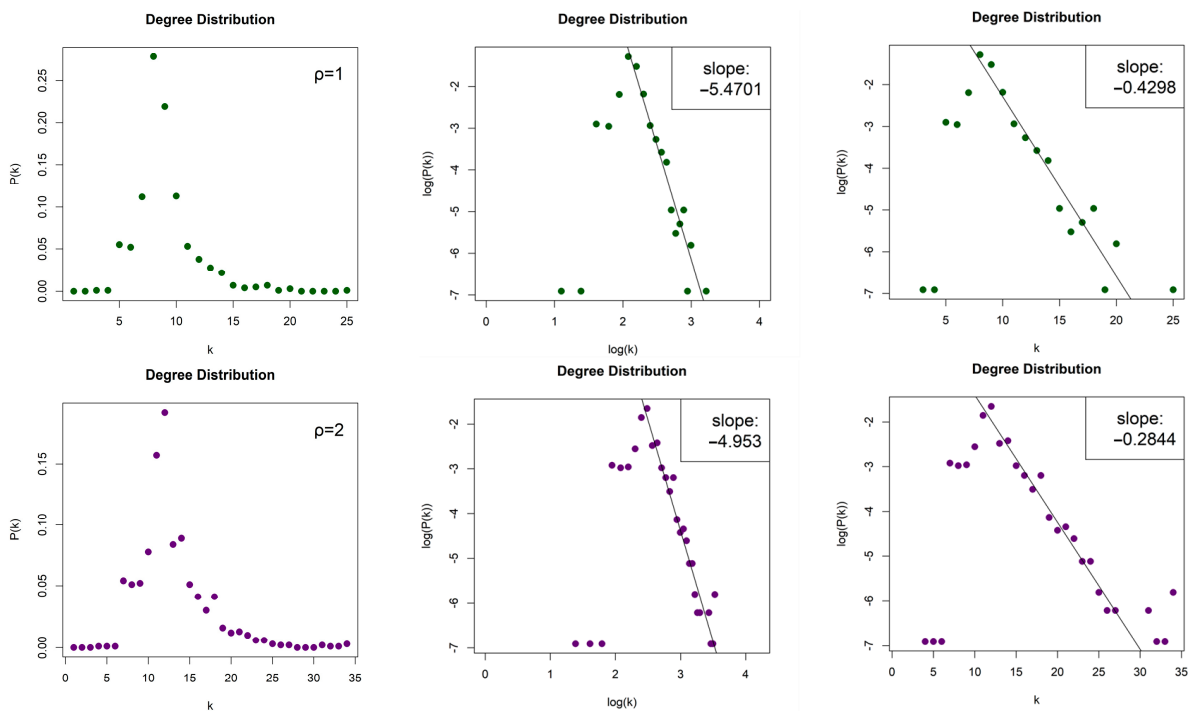 Degree Distribution
ρ=1
P(k)
0.00 0.05 0.10 0.15 0.20 0.25
5 10 15 20 25
k
Degree Distribution
slope:
−5.4701
log(P(k))
-7 -6 -5 -4 -3 -2
0 1 2 3 4
log(k)
Degree Distribution
slope:
−0.4298
log(P(k))
-7 -6 -5 -4 -3 -2
5 10 15 20 25
k
Degree Distribution
ρ=2
P(k)
0.00 0.05 0.10 0.15
0 5 10 15 20 25 30 35
k
Degree Distribution
slope:
−4.953
log(P(k))
-7 -6 -5 -4 -3 -2
0 1 2 3 4
log(k)
Degree Distribution
slope:
−0.2844
log(P(k))
-7 -6 -5 -4 -3 -2
0 5 10 15 20 25 30 35
k